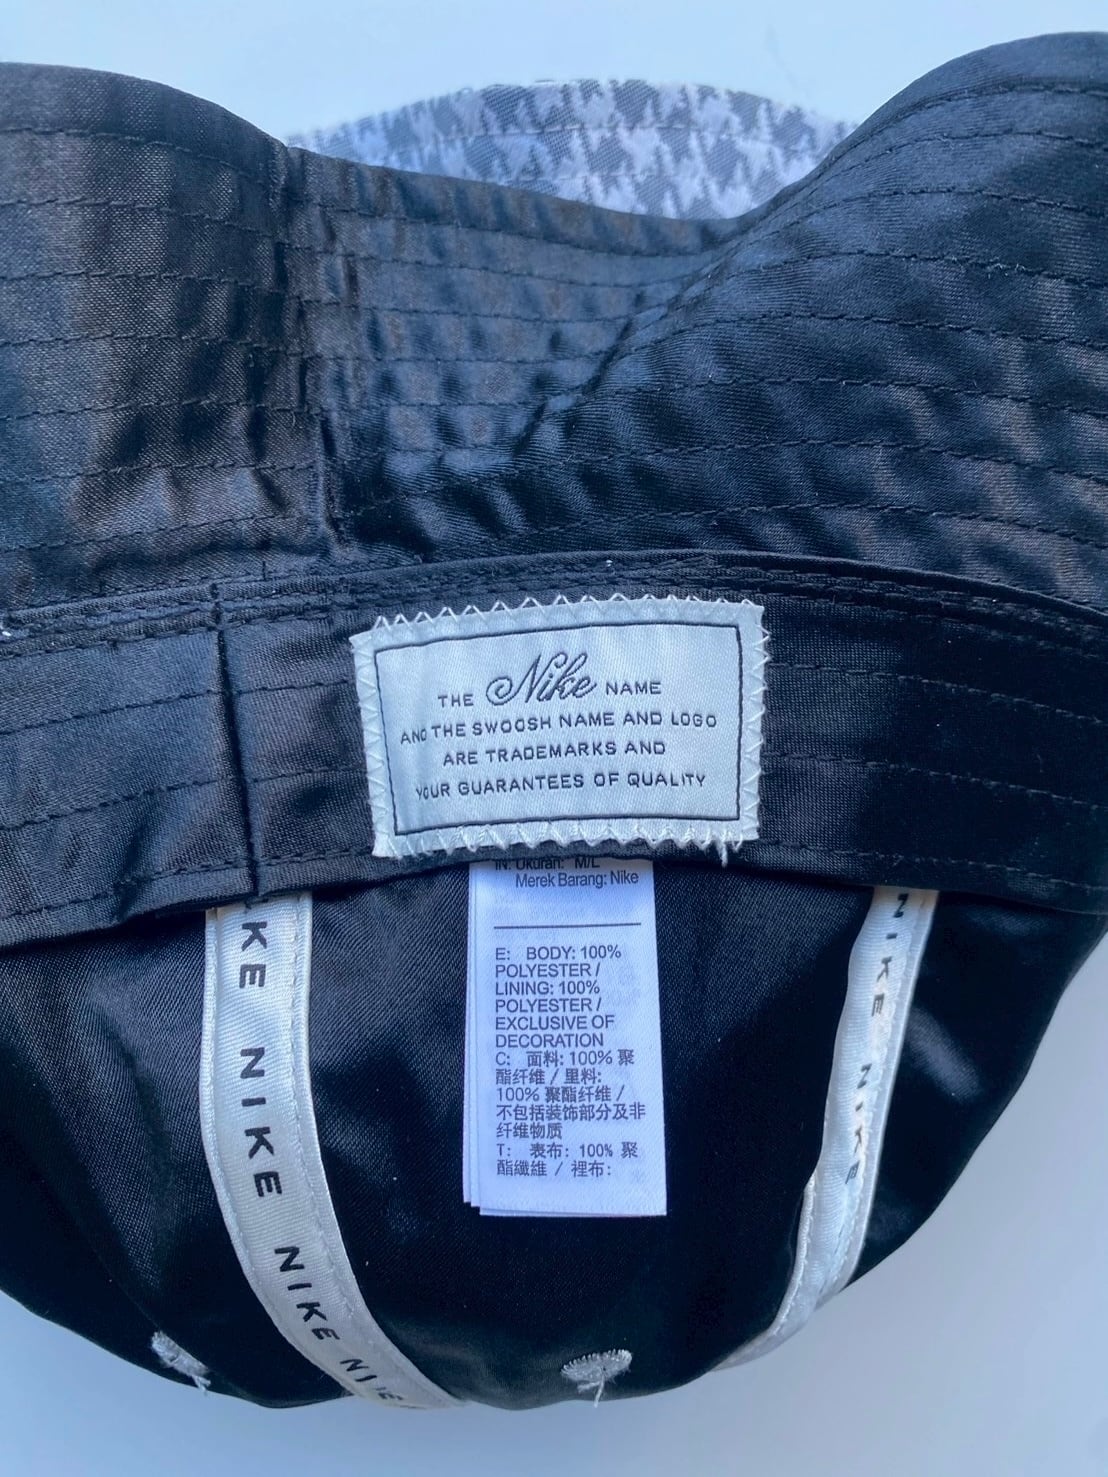 THE Nike NAME
AND THE SWOOSH NAME AND LOGO
ARE TRADEMARKS AND
YOUR GUARANTEES OF QUALITY
IN: Ukuran: M/L
Merek Barang: Nike
E: BODY: 100%
POLYESTER /
LINING: 100%
POLYESTER /
EXCLUSIVE OF
DECORATION
C: 面料: 100% 聚
酯纤维 / 里料:
100% 聚酯纤维 /
不包括装饰部分及非
纤维物质
T: 表布: 100% 聚
酯纖維 / 裡布:
KE NIKE NIKE NIKE
NIKE NIKE